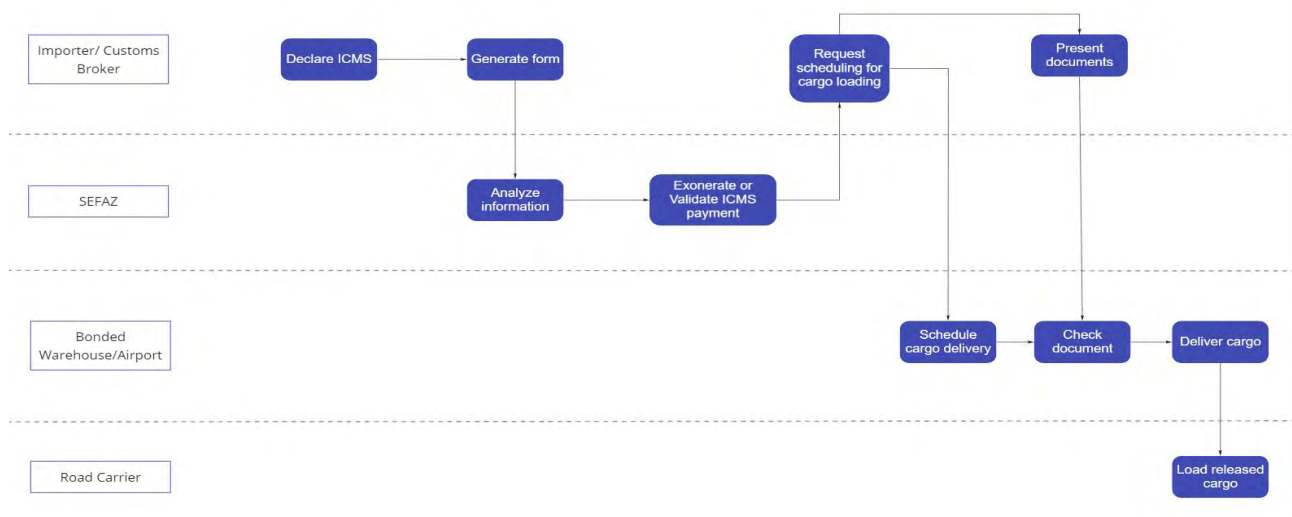 Importer/ Customs
Broker
Declare ICMS
Generate form
Request
scheduling for
cargo loading
Present
documents
SEFAZ
Analyze
information
Exonerate or
Validate ICMS
payment
Bonded
Warehouse/Airport
Schedule
cargo delivery
Check
document
Deliver cargo
Road Carrier
Load released
cargo